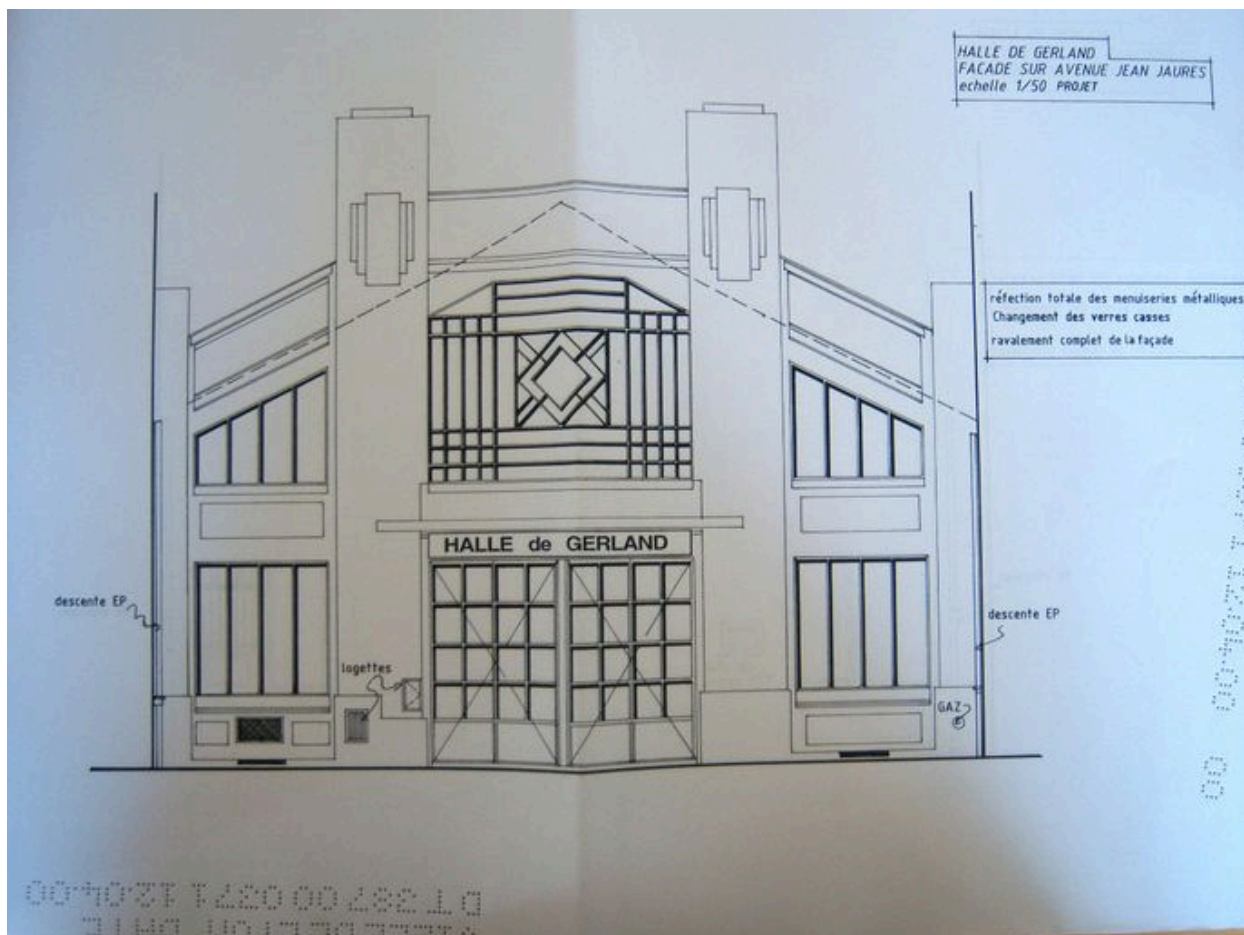 HALLE DE GERLAND
FACADE SUR AVENUE JEAN JAURES
echelle 1/50 PROJET
réfection totale des menuiseries métalliques
Changement des verres casses
ravalement complet de la façade
HALLE de GERLAND
descente EP
descente EP
logettes
GAZ